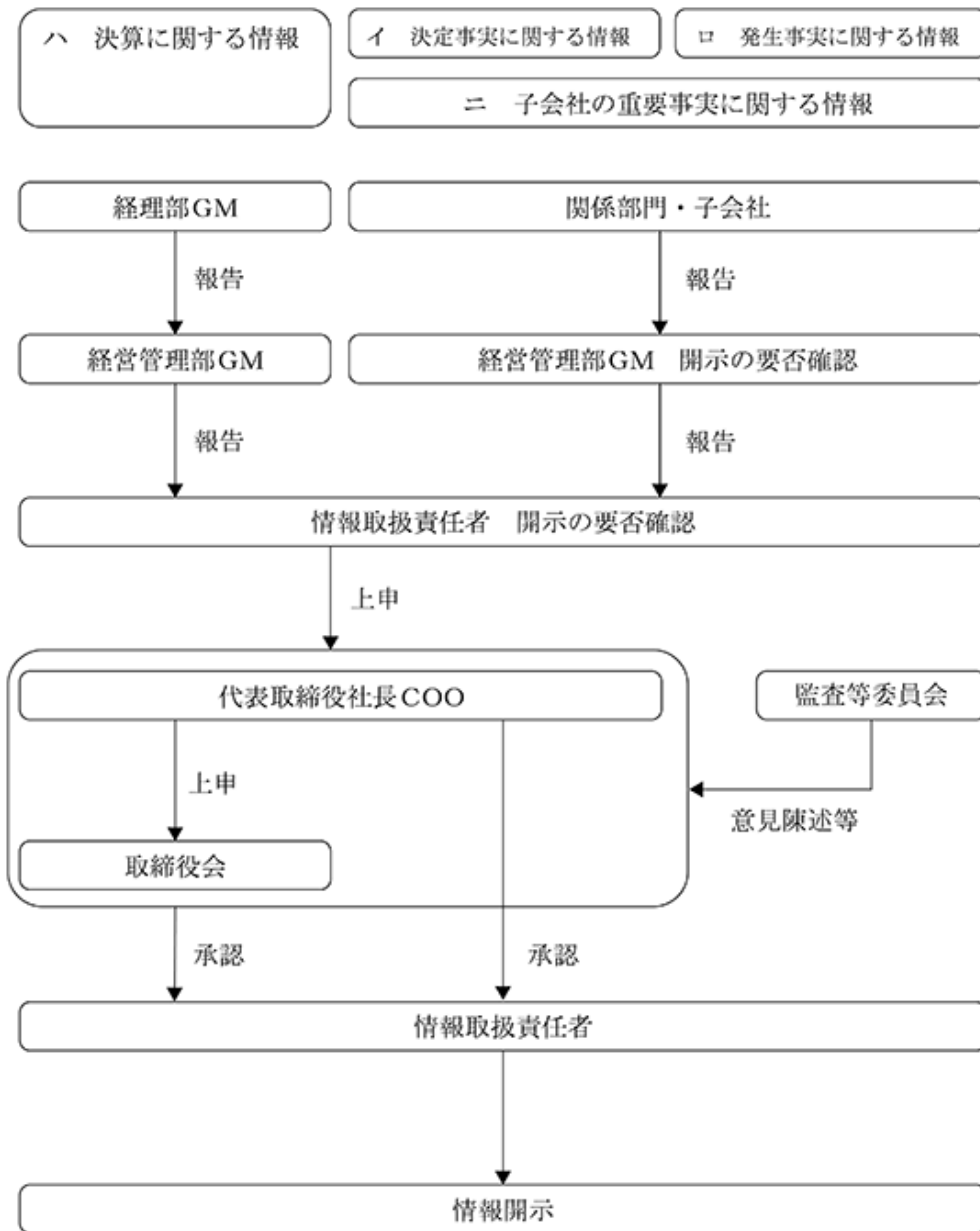 ハ 決算に関する情報
イ 決定事実に関する情報
ロ 発生事実に関する情報
ニ 子会社の重要事実に関する情報
経理部GM
関係部門・子会社
報告
報告
経営管理部GM
経営管理部GM 開示の要否確認
報告
報告
情報取扱責任者 開示の要否確認
上申
代表取締役社長COO
監査等委員会
上申
意見陳述等
取締役会
承認
承認
情報取扱責任者
情報開示